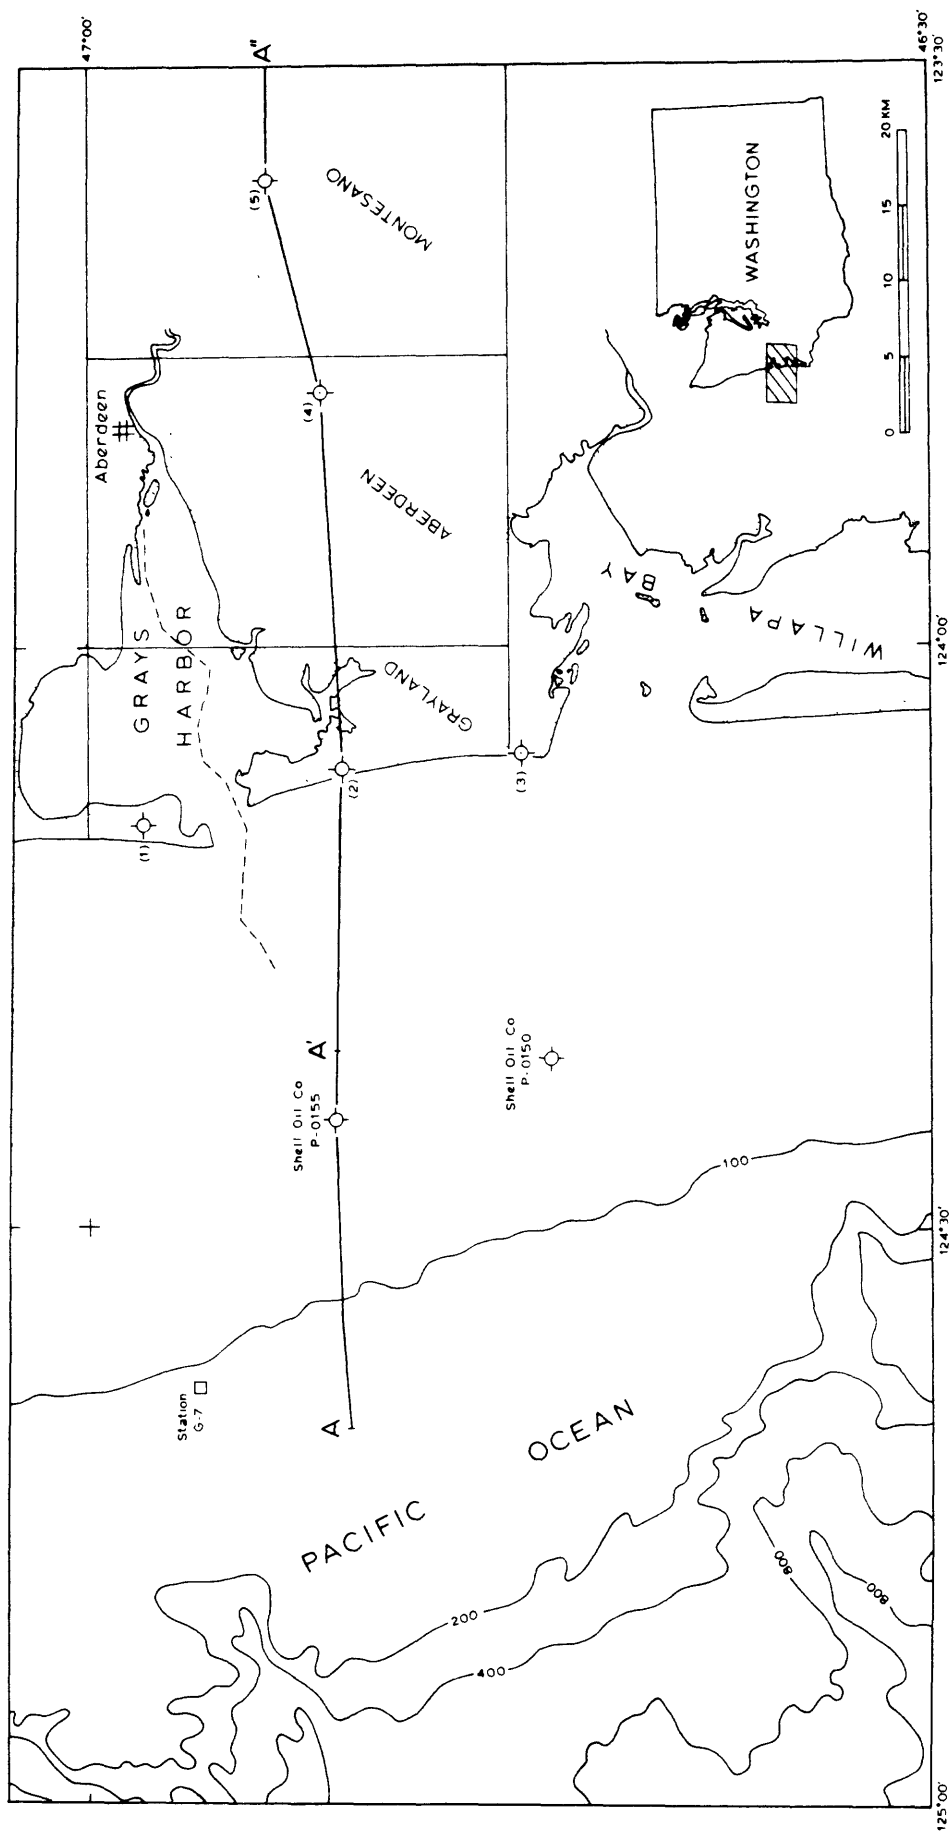 47°00'
46°30'
123°30'
A"
(5)
MONTESANO
WASHINGTON
0 5 10 15 20 KM
Aberdeen
(4)
ABERDEEN
GRAYS
HARBOR
WILLAPA
BAY
124°00'
GRAYLAND
(1)
(2)
(3)
A'
Shell Oil Co
P-0155
Shell Oil Co
P-0150
100
124°30'
Station
G-7
A
PACIFIC
OCEAN
200
400
800
800
125°00'